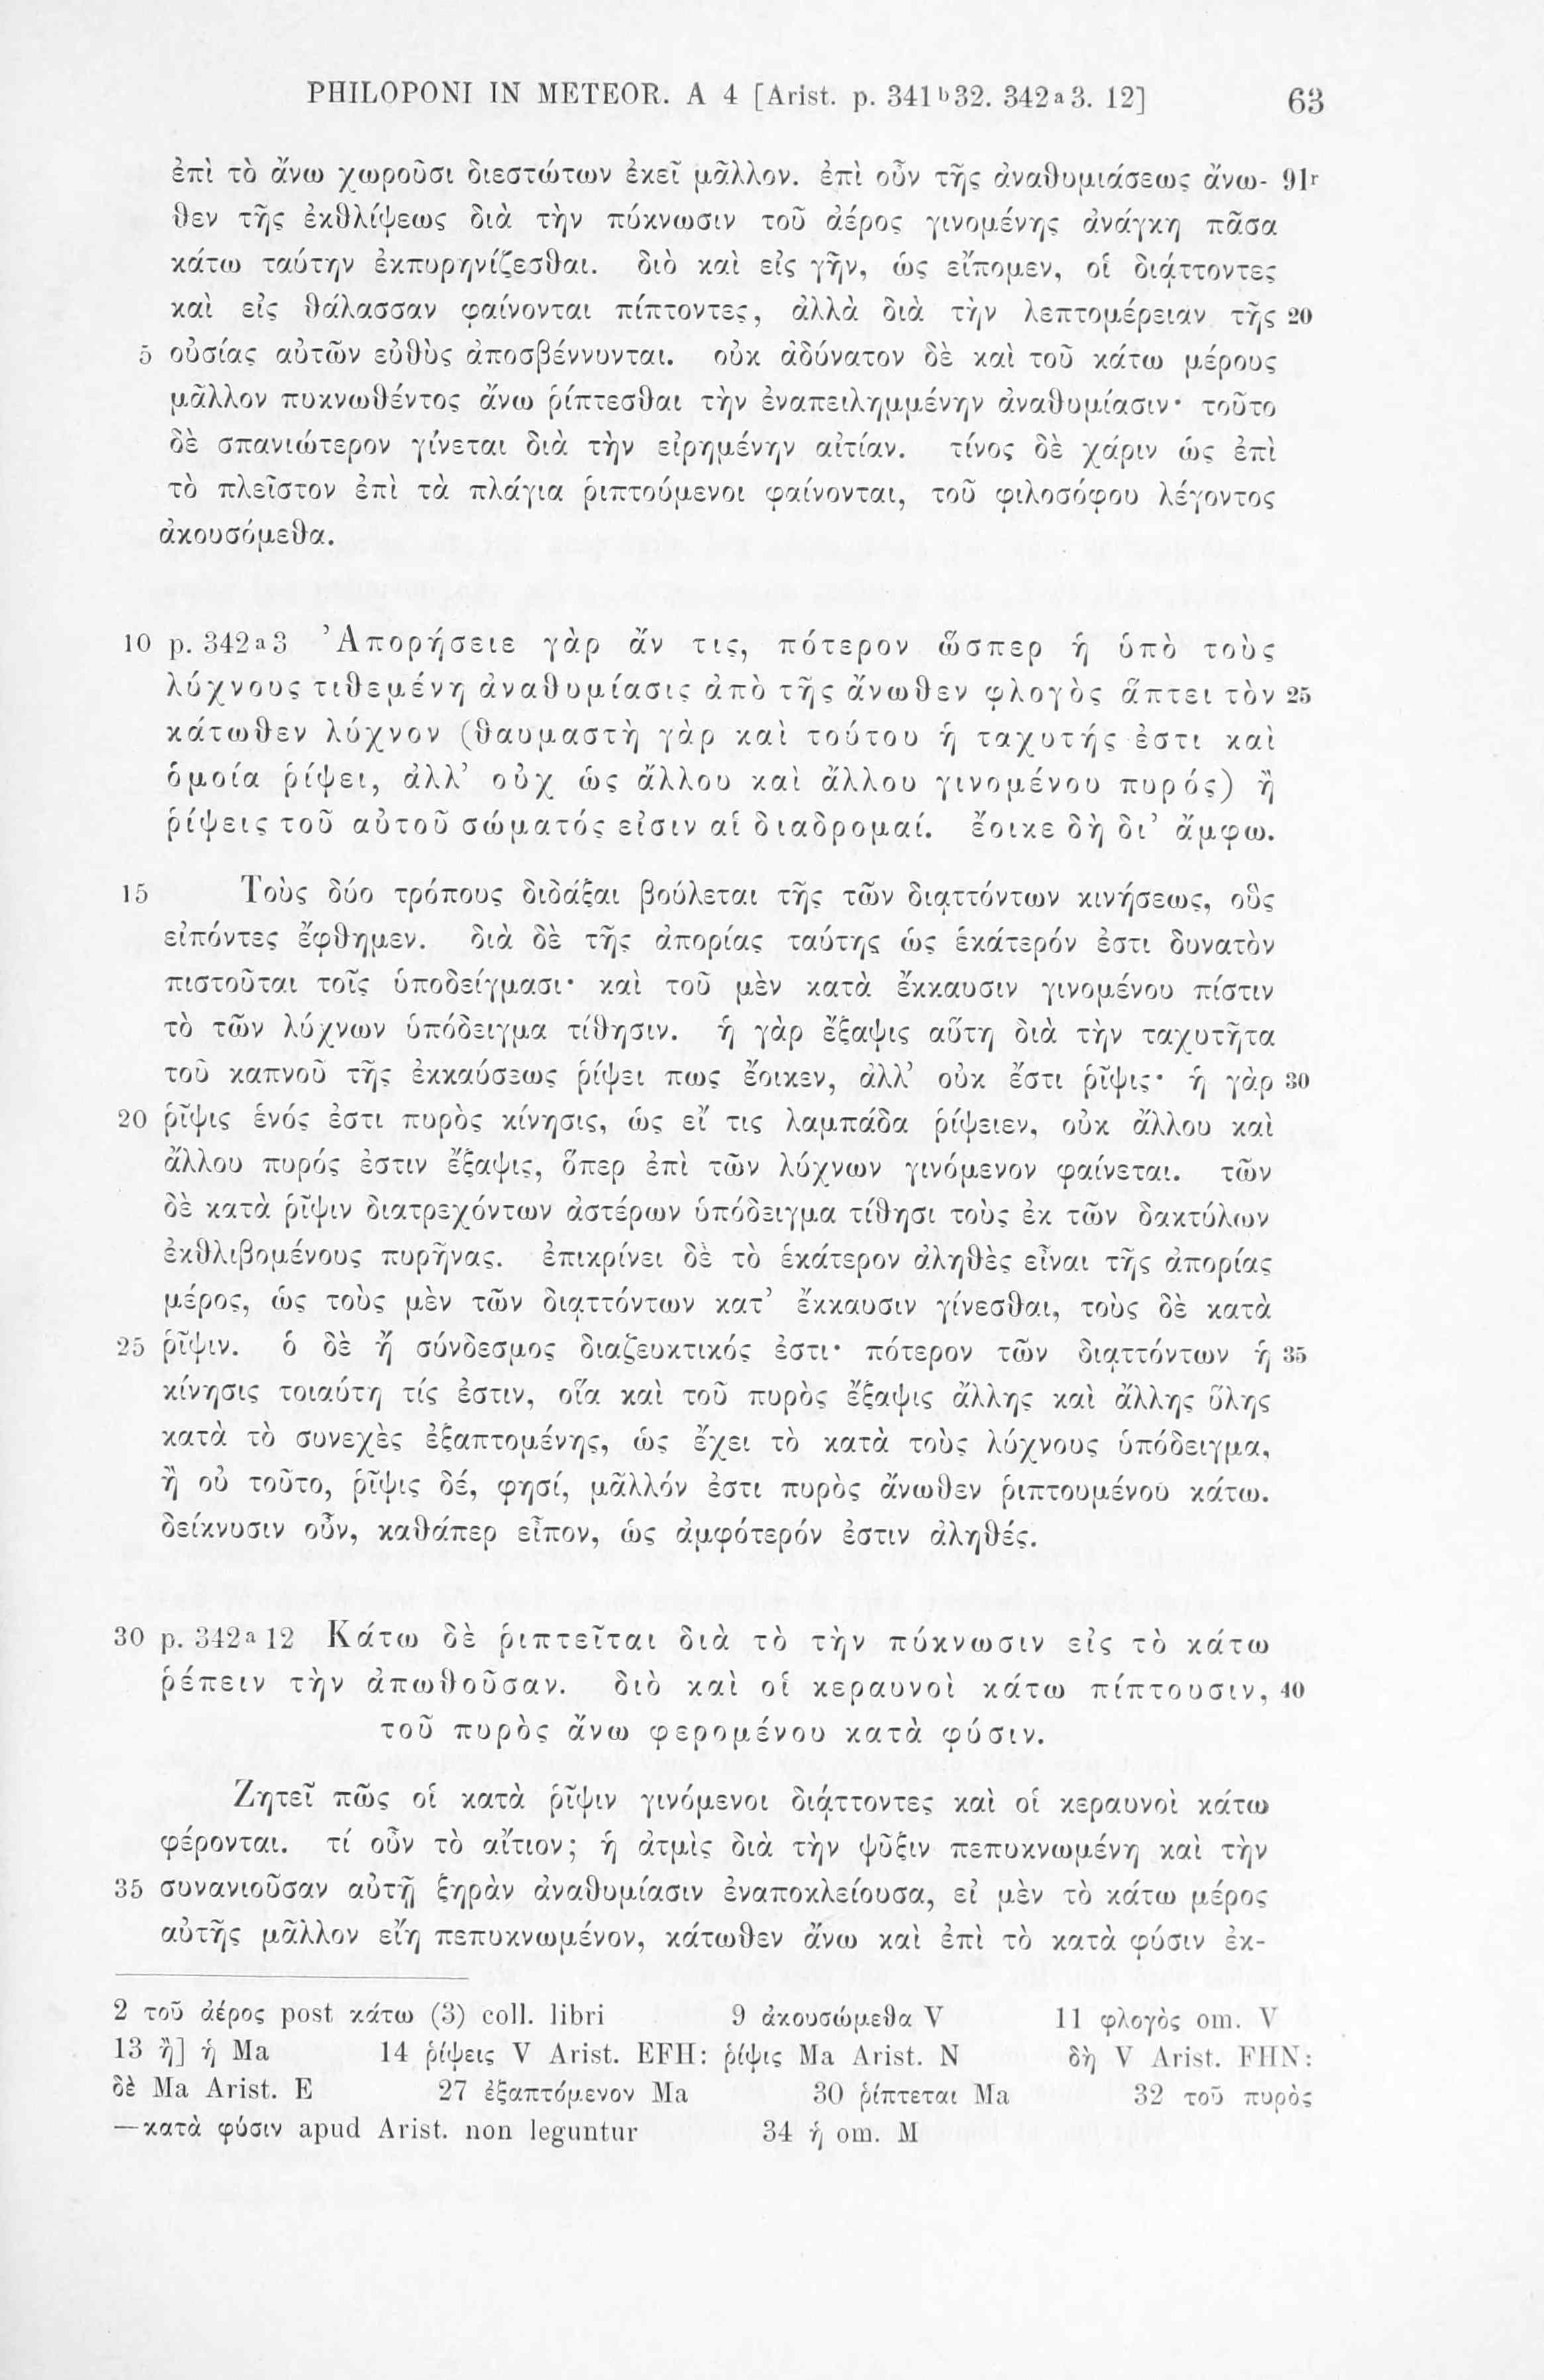 PHILOPONI IN METEOR. A 4 [Arist. p. 341b32. 342a3. 12] 63
ἐπὶ τὸ ἄνω χωροῦσι διεστώτων ἐκεῖ μᾶλλον. ἐπὶ οὖν τῆς ἀναθυμιάσεως ἄνω- 91r
θεν τῆς ἐκθλίψεως διὰ τὴν πύκνωσιν τοῦ ἀέρος γινομένης ἀνάγκη πᾶσα
κάτω ταύτην ἐκπυρηνίζεσθαι. διὸ καὶ εἰς γῆν, ὡς εἴπομεν, οἱ διᾴττοντες
καὶ εἰς θάλασσαν φαίνονται πίπτοντες, ἀλλὰ διὰ τὴν λεπτομέρειαν τῆς 20
5 οὐσίας αὐτῶν εὐθὺς ἀποσβέννυνται. οὐκ ἀδύνατον δὲ καὶ τοῦ κάτω μέρους
μᾶλλον πυκνωθέντος ἄνω ῥίπτεσθαι τὴν ἐναπειλημμένην ἀναθυμίασιν· τοῦτο
δὲ σπανιώτερον γίνεται διὰ τὴν εἰρημένην αἰτίαν. τίνος δὲ χάριν ὡς ἐπὶ
τὸ πλεῖστον ἐπὶ τὰ πλάγια ῥιπτούμενοι φαίνονται, τοῦ φιλοσόφου λέγοντος
ἀκουσόμεθα.
10 p. 342a3 Ἀπορήσειε γὰρ ἄν τις, πότερον ὥσπερ ἡ ὑπὸ τοὺς
λύχνους τιθεμένη ἀναθυμίασις ἀπὸ τῆς ἄνωθεν φλογὸς ἅπτει τὸν 25
κάτωθεν λύχνον (θαυμαστὴ γὰρ καὶ τούτου ἡ ταχυτής ἐστι καὶ
ὁμοία ῥίψει, ἀλλ’ οὐχ ὡς ἄλλου καὶ ἄλλου γινομένου πυρός) ἢ
ῥίψεις τοῦ αὐτοῦ σώματός εἰσιν αἱ διαδρομαί. ἔοικε δὴ δι’ ἄμφω.
15 Τοὺς δύο τρόπους διδάξαι βούλεται τῆς τῶν διᾳττόντων κινήσεως, οὓς
εἰπόντες ἔφθημεν. διὰ δὲ τῆς ἀπορίας ταύτης ὡς ἑκάτερόν ἐστι δυνατὸν
πιστοῦται τοῖς ὑποδείγμασι· καὶ τοῦ μὲν κατὰ ἔκκαυσιν γινομένου πίστιν
τὸ τῶν λύχνων ὑπόδειγμα τίθησιν. ἡ γὰρ ἔξαψις αὕτη διὰ τὴν ταχυτῆτα
τοῦ καπνοῦ τῆς ἐκκαύσεως ῥίψει πως ἔοικεν, ἀλλ’ οὐκ ἔστι ῥῖψις· ἡ γὰρ 30
20 ῥῖψις ἑνός ἐστι πυρὸς κίνησις, ὡς εἴ τις λαμπάδα ῥίψειεν, οὐκ ἄλλου καὶ
ἄλλου πυρός ἐστιν ἔξαψις, ὅπερ ἐπὶ τῶν λύχνων γινόμενον φαίνεται. τῶν
δὲ κατὰ ῥῖψιν διατρεχόντων ἀστέρων ὑπόδειγμα τίθησι τοὺς ἐκ τῶν δακτύλων
ἐκθλιβομένους πυρῆνας. ἐπικρίνει δὲ τὸ ἑκάτερον ἀληθὲς εἶναι τῆς ἀπορίας
μέρος, ὡς τοὺς μὲν τῶν διᾳττόντων κατ’ ἔκκαυσιν γίνεσθαι, τοὺς δὲ κατὰ
25 ῥῖψιν. ὁ δὲ ἤ σύνδεσμος διαζευκτικός ἐστι· πότερον τῶν διᾳττόντων ἡ 35
κίνησις τοιαύτη τίς ἐστιν, οἵα καὶ τοῦ πυρὸς ἔξαψις ἄλλης καὶ ἄλλης ὕλης
κατὰ τὸ συνεχὲς ἐξαπτομένης, ὡς ἔχει τὸ κατὰ τοὺς λύχνους ὑπόδειγμα,
ἢ οὐ τοῦτο, ῥῖψις δέ, φησί, μᾶλλόν ἐστι πυρὸς ἄνωθεν ῥιπτουμένου κάτω.
δείκνυσιν οὖν, καθάπερ εἶπον, ὡς ἀμφότερόν ἐστιν ἀληθές.
30 p. 342a12 Κάτω δὲ ῥιπτεῖται διὰ τὸ τὴν πύκνωσιν εἰς τὸ κάτω
ῥέπειν τὴν ἀπωθοῦσαν. διὸ καὶ οἱ κεραυνοὶ κάτω πίπτουσιν, 40
τοῦ πυρὸς ἄνω φερομένου κατὰ φύσιν.
Ζητεῖ πῶς οἱ κατὰ ῥῖψιν γινόμενοι διᾴττοντες καὶ οἱ κεραυνοὶ κάτω
φέρονται. τί οὖν τὸ αἴτιον; ἡ ἀτμὶς διὰ τὴν ψῦξιν πεπυκνωμένη καὶ τὴν
35 συνανιοῦσαν αὐτῇ ξηρὰν ἀναθυμίασιν ἐναποκλείουσα, εἰ μὲν τὸ κάτω μέρος
αὐτῆς μᾶλλον εἴη πεπυκνωμένον, κάτωθεν ἄνω καὶ ἐπὶ τὸ κατὰ φύσιν ἐκ-
2 τοῦ ἀέρος post κάτω (3) coll. libri 9 ἀκουσώμεθα V 11 φλογὸς om. V
13 ἢ] ἡ Ma 14 ῥίψεις V Arist. EFH: ῥίψις Ma Arist. N δὴ V Arist. FHN:
δὲ Ma Arist. E 27 ἐξαπτόμενον Ma 30 ῥίπτεται Ma 32 τοῦ πυρὸς
—κατὰ φύσιν apud Arist. non leguntur 34 ἡ om. M